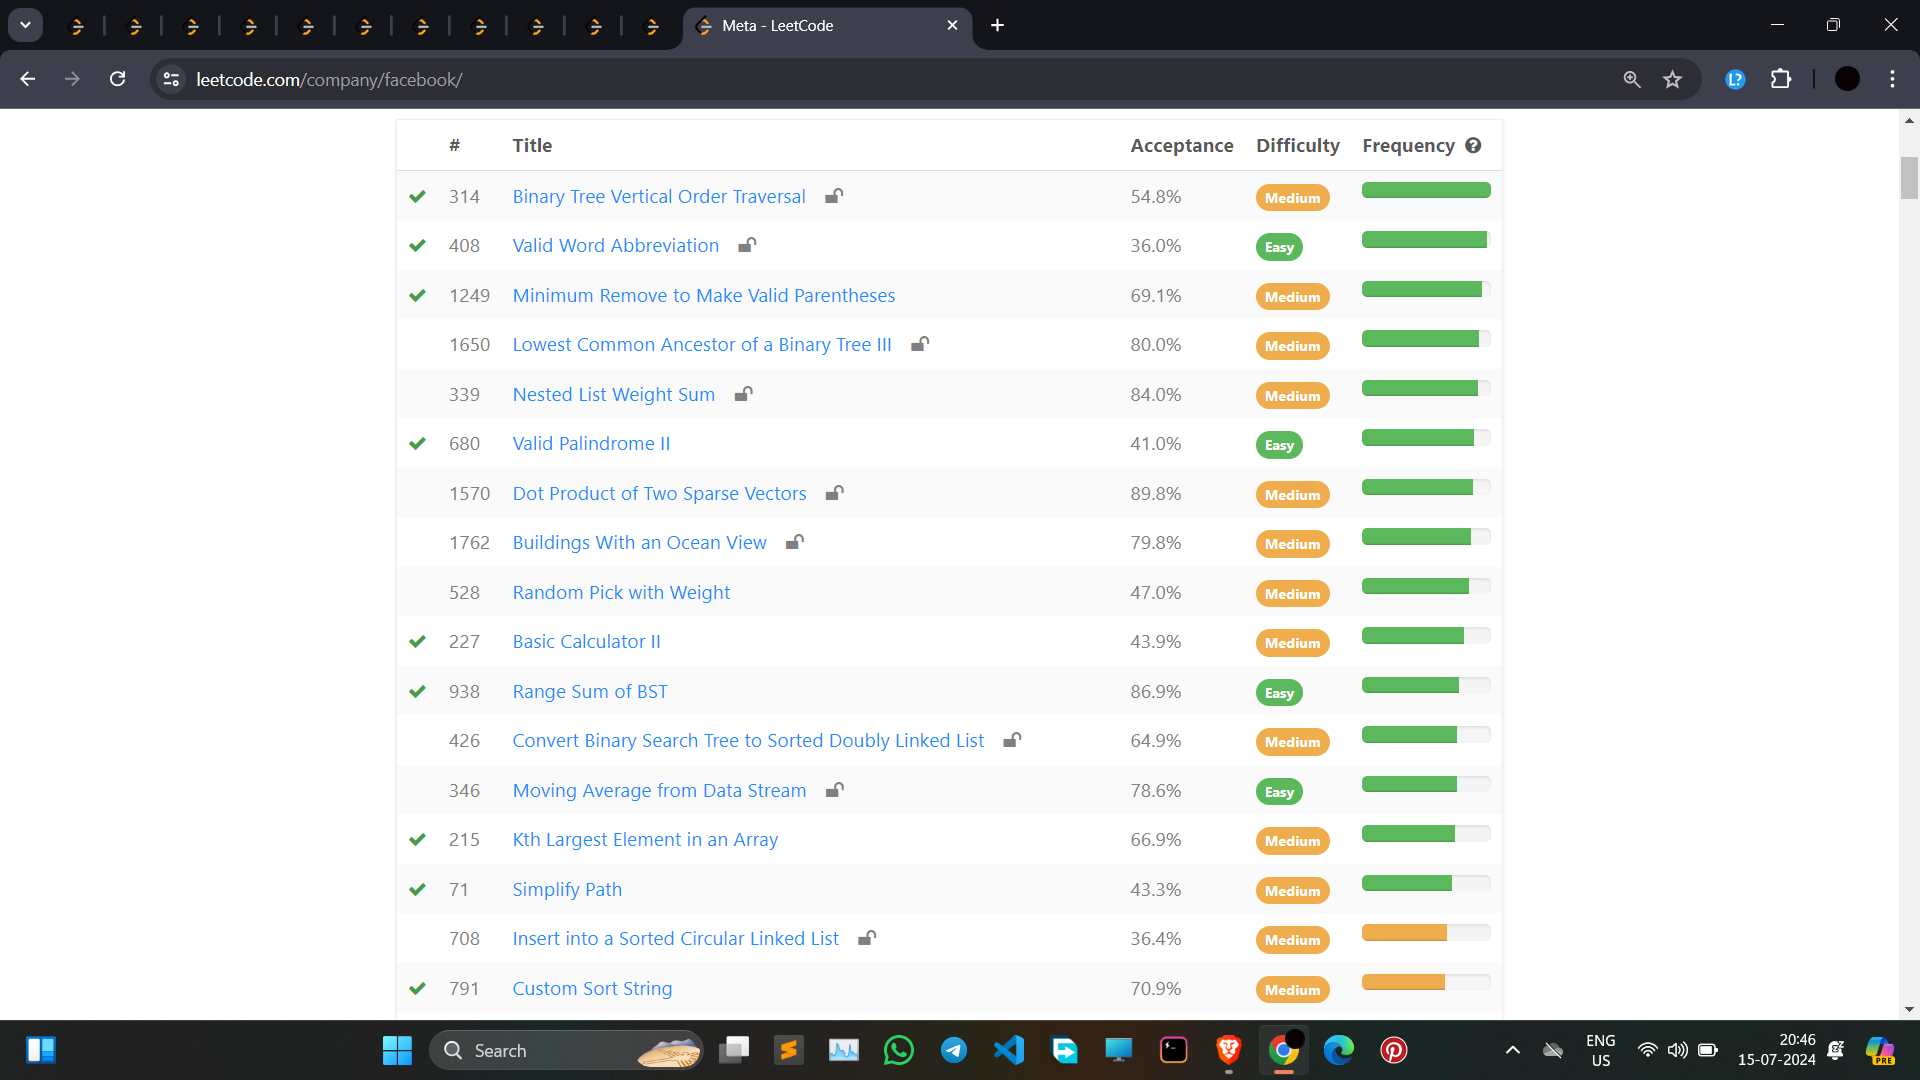 Meta - LeetCode
leetcode.com/company/facebook/
# Title Acceptance Difficulty Frequency
314 Binary Tree Vertical Order Traversal 54.8% Medium
408 Valid Word Abbreviation 36.0% Easy
1249 Minimum Remove to Make Valid Parentheses 69.1% Medium
1650 Lowest Common Ancestor of a Binary Tree III 80.0% Medium
339 Nested List Weight Sum 84.0% Medium
680 Valid Palindrome II 41.0% Easy
1570 Dot Product of Two Sparse Vectors 89.8% Medium
1762 Buildings With an Ocean View 79.8% Medium
528 Random Pick with Weight 47.0% Medium
227 Basic Calculator II 43.9% Medium
938 Range Sum of BST 86.9% Easy
426 Convert Binary Search Tree to Sorted Doubly Linked List 64.9% Medium
346 Moving Average from Data Stream 78.6% Easy
215 Kth Largest Element in an Array 66.9% Medium
71 Simplify Path 43.3% Medium
708 Insert into a Sorted Circular Linked List 36.4% Medium
791 Custom Sort String 70.9% Medium
Search
ENG
US
20:46
15-07-2024
PRE